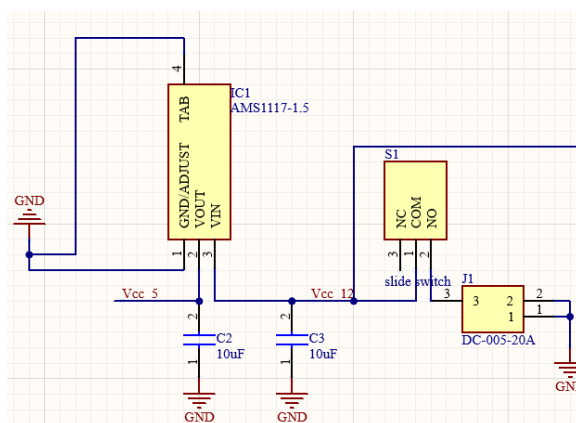 4
IC1
AMS1117-1.5
TAB
GND/ADJUST
VOUT
VIN
1
2
3
GND
S1
NC
COM
NO
3
1
2
slide switch
Vcc_5
Vcc_12
J1
3
3
2
2
1
1
DC-005-20A
2
C2
10uF
1
GND
2
C3
10uF
1
GND
GN